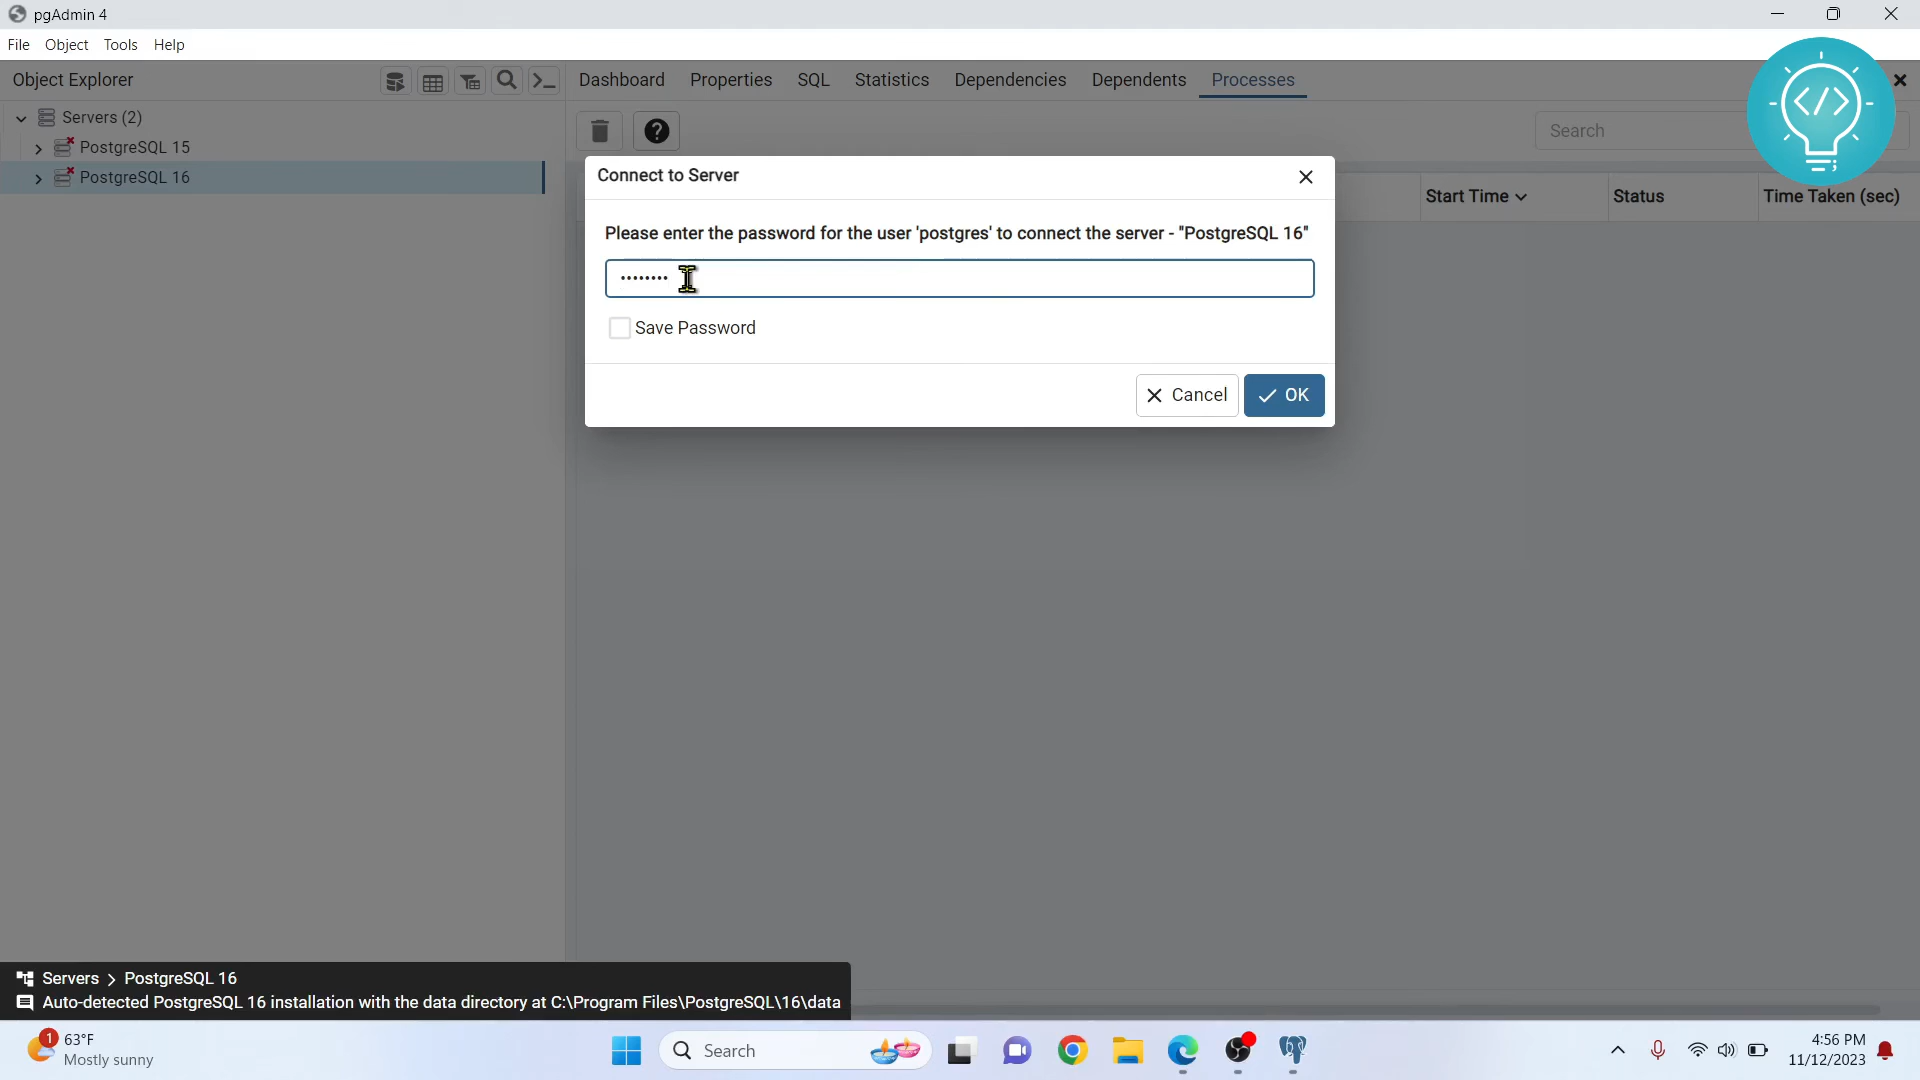 pgAdmin 4
File Object Tools Help
Object Explorer
Dashboard Properties SQL Statistics Dependencies Dependents Processes
Servers (2)
PostgreSQL 15
PostgreSQL 16
Search
Start Time Status Time Taken (sec)
Connect to Server
Please enter the password for the user 'postgres' to connect the server - "PostgreSQL 16"
••••••••
Save Password
Cancel OK
Servers > PostgreSQL 16
Auto-detected PostgreSQL 16 installation with the data directory at C:\Program Files\PostgreSQL\16\data
1 63°F
Mostly sunny
Search
4:56 PM
11/12/2023